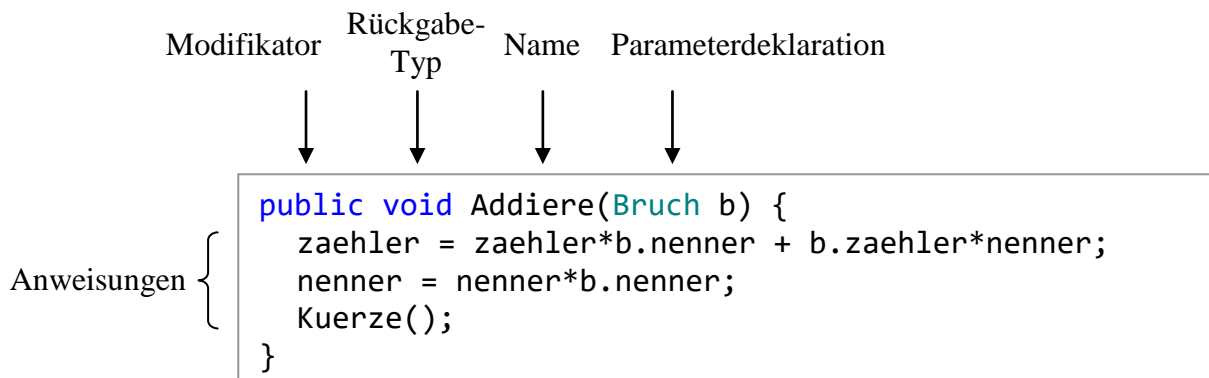 Modifikator
Rückgabe-
Typ
Name
Parameterdeklaration
public void Addiere(Bruch b) {
zaehler = zaehler*b.nenner + b.zaehler*nenner;
Anweisungen
nenner = nenner*b.nenner;
Kuerze();
}